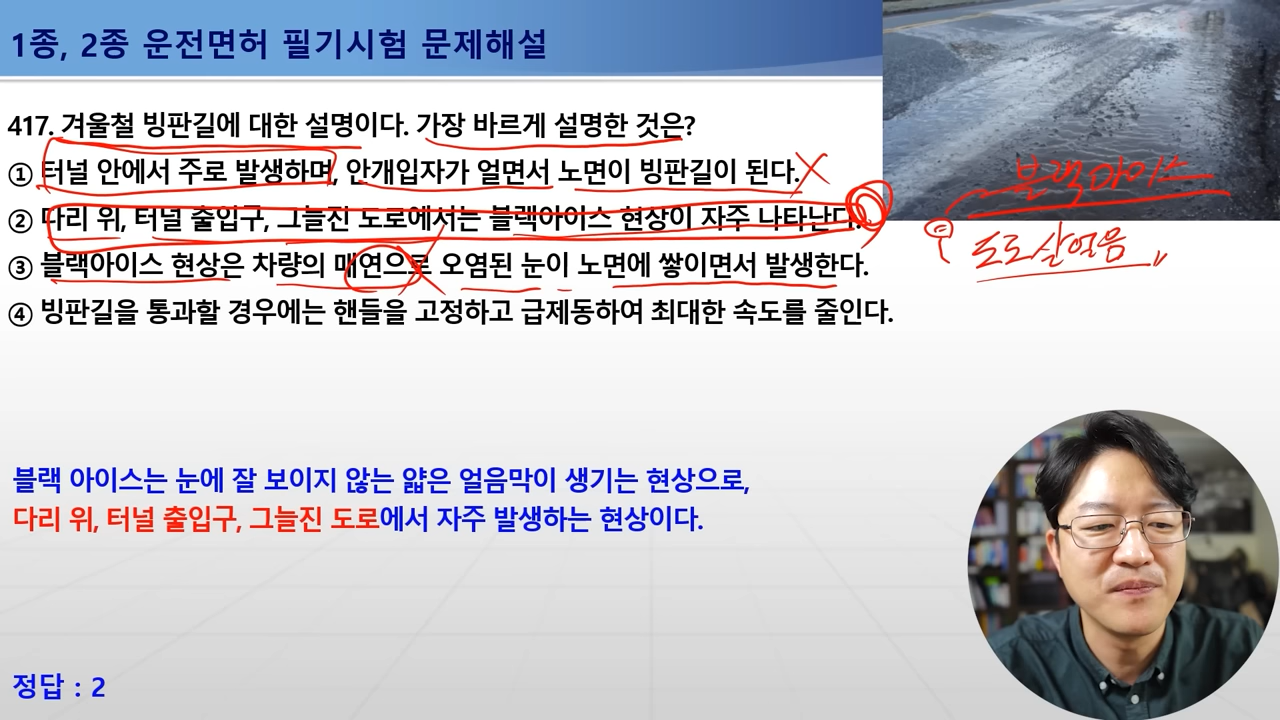 1종, 2종 운전면허 필기시험 문제해설
417. 겨울철 빙판길에 대한 설명이다. 가장 바르게 설명한 것은?
① 터널 안에서 주로 발생하며, 안개입자가 얼면서 노면이 빙판길이 된다.
② 다리 위, 터널 출입구, 그늘진 도로에서는 블랙아이스 현상이 자주 나타난다.
③ 블랙아이스 현상은 차량의 매연으로 오염된 눈이 노면에 쌓이면서 발생한다.
④ 빙판길을 통과할 경우에는 핸들을 고정하고 급제동하여 최대한 속도를 줄인다.
블랙아이스
도로살얼음
블랙 아이스는 눈에 잘 보이지 않는 얇은 얼음막이 생기는 현상으로,
다리 위, 터널 출입구, 그늘진 도로에서 자주 발생하는 현상이다.
정답 : 2